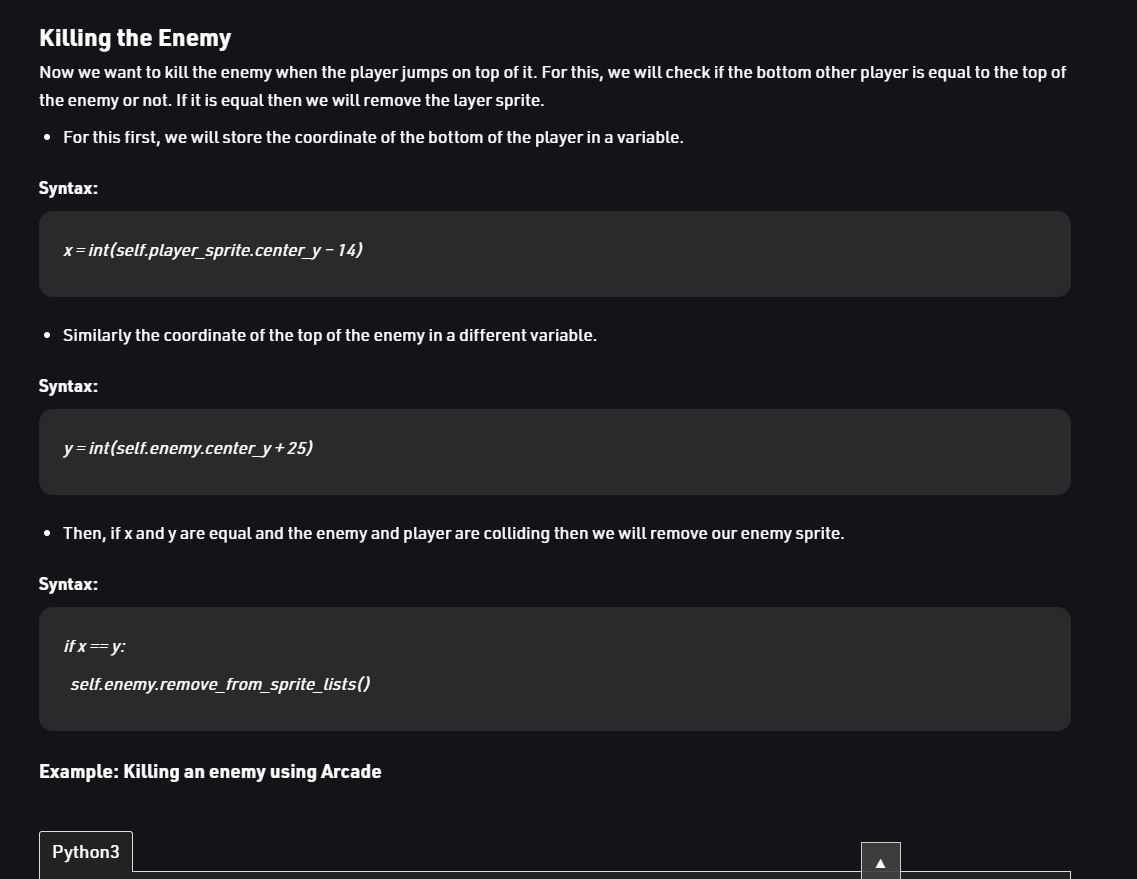 Killing the Enemy
Now we want to kill the enemy when the player jumps on top of it. For this, we will check if the bottom other player is equal to the top of
the enemy or not. If it is equal then we will remove the layer sprite.
• For this first, we will store the coordinate of the bottom of the player in a variable.
Syntax:
x = int(self.player_sprite.center_y – 14)
• Similarly the coordinate of the top of the enemy in a different variable.
Syntax:
y = int(self.enemy.center_y + 25)
• Then, if x and y are equal and the enemy and player are colliding then we will remove our enemy sprite.
Syntax:
if x == y:
self.enemy.remove_from_sprite_lists()
Example: Killing an enemy using Arcade
Python3
▲